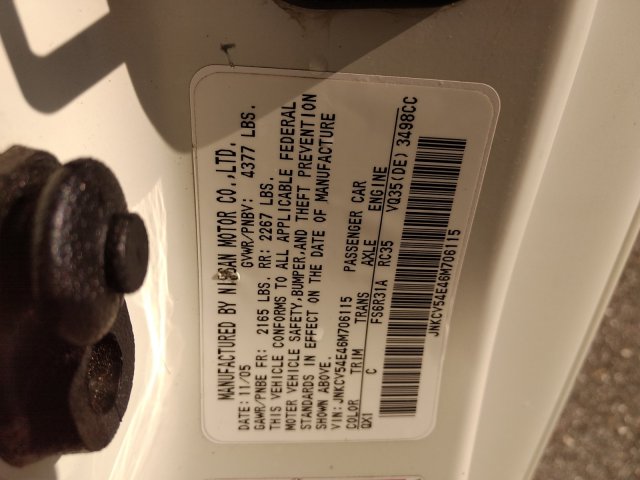 MANUFACTURED BY NISSAN MOTOR CO.,LTD.
DATE: 11/05 GVWR/PNBV: 4377 LBS.
GAWR/PNBE FR: 2165 LBS. RR: 2267 LBS.
THIS VEHICLE CONFORMS TO ALL APPLICABLE FEDERAL
MOTER VEHICLE SAFETY,BUMPER,AND THEFT PREVENTION
STANDARDS IN EFFECT ON THE DATE OF MANUFACTURE
SHOWN ABOVE.
VIN: JNKCV54E46M706115 PASSENGER CAR
COLOR TRIM TRANS AXLE ENGINE
QX1 C FS6R31A RC35 VQ35(DE) 3498CC
JNKCV54E46M706115